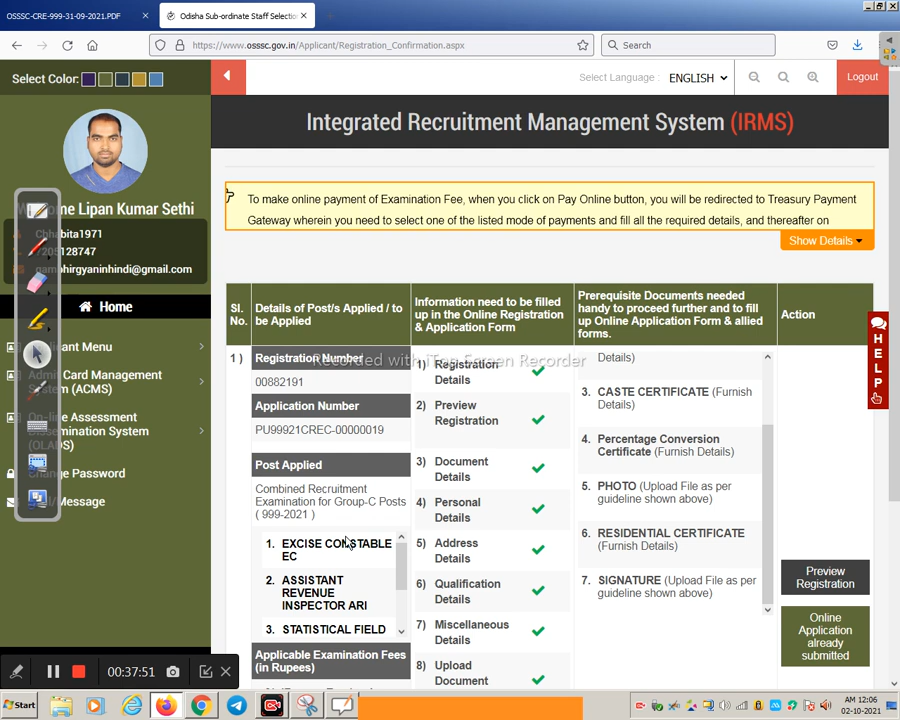 OSSSC-CRE-999-31-09-2021.PDF
Odisha Sub-ordinate Staff Selectio
https://www.osssc.gov.in/Applicant/Registration_Confirmation.aspx
Search
Select Color:
Select Language :
ENGLISH
Logout
Integrated Recruitment Management System (IRMS)
Lipan Kumar Sethi
Chhabita1971
128747
gyaninhindi@gmail.com
Home
Menu
Card Management
(ACMS)
Assessment
Dissemination System
Password
Message
To make online payment of Examination Fee, when you click on Pay Online button, you will be redirected to Treasury Payment
Gateway wherein you need to select one of the listed mode of payments and fill all the required details, and thereafter on
Show Details
Sl. No.
Details of Post/s Applied / to be Applied
Information need to be filled up in the Online Registration & Application Form
Prerequisite Documents needed handy to proceed further and to fill up Online Application Form & allied forms.
Action
1 )
Registration Number
00882191
Application Number
PU99921CREC-00000019
Post Applied
Combined Recruitment
Examination for Group-C Posts
( 999-2021 )
1. EXCISE CONSTABLE
EC
2. ASSISTANT
REVENUE
INSPECTOR ARI
3. STATISTICAL FIELD
Applicable Examination Fees
(in Rupees)
1) Registration
Details
2) Preview
Registration
3) Document
Details
4) Personal
Details
5) Address
Details
6) Qualification
Details
7) Miscellaneous
Details
8) Upload
Document
Details)
3. CASTE CERTIFICATE (Furnish
Details)
4. Percentage Conversion
Certificate (Furnish Details)
5. PHOTO (Upload File as per
guideline shown above)
6. RESIDENTIAL CERTIFICATE
(Furnish Details)
7. SIGNATURE (Upload File as per
guideline shown above)
Preview
Registration
Online
Application
already
submitted
Recorded with iTop Screen Recorder
HELP
00:37:51
Start
AM 12:06
02-10-2021